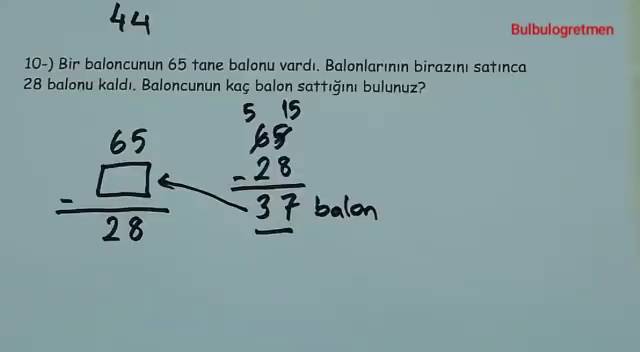 44
Bulbulogretmen
10-) Bir baloncunun 65 tane balonu vardı. Balonlarının birazını satınca
28 balonu kaldı. Baloncunun kaç balon sattığını bulunuz?
5 15
65 65
- 28
- 37 balon
28